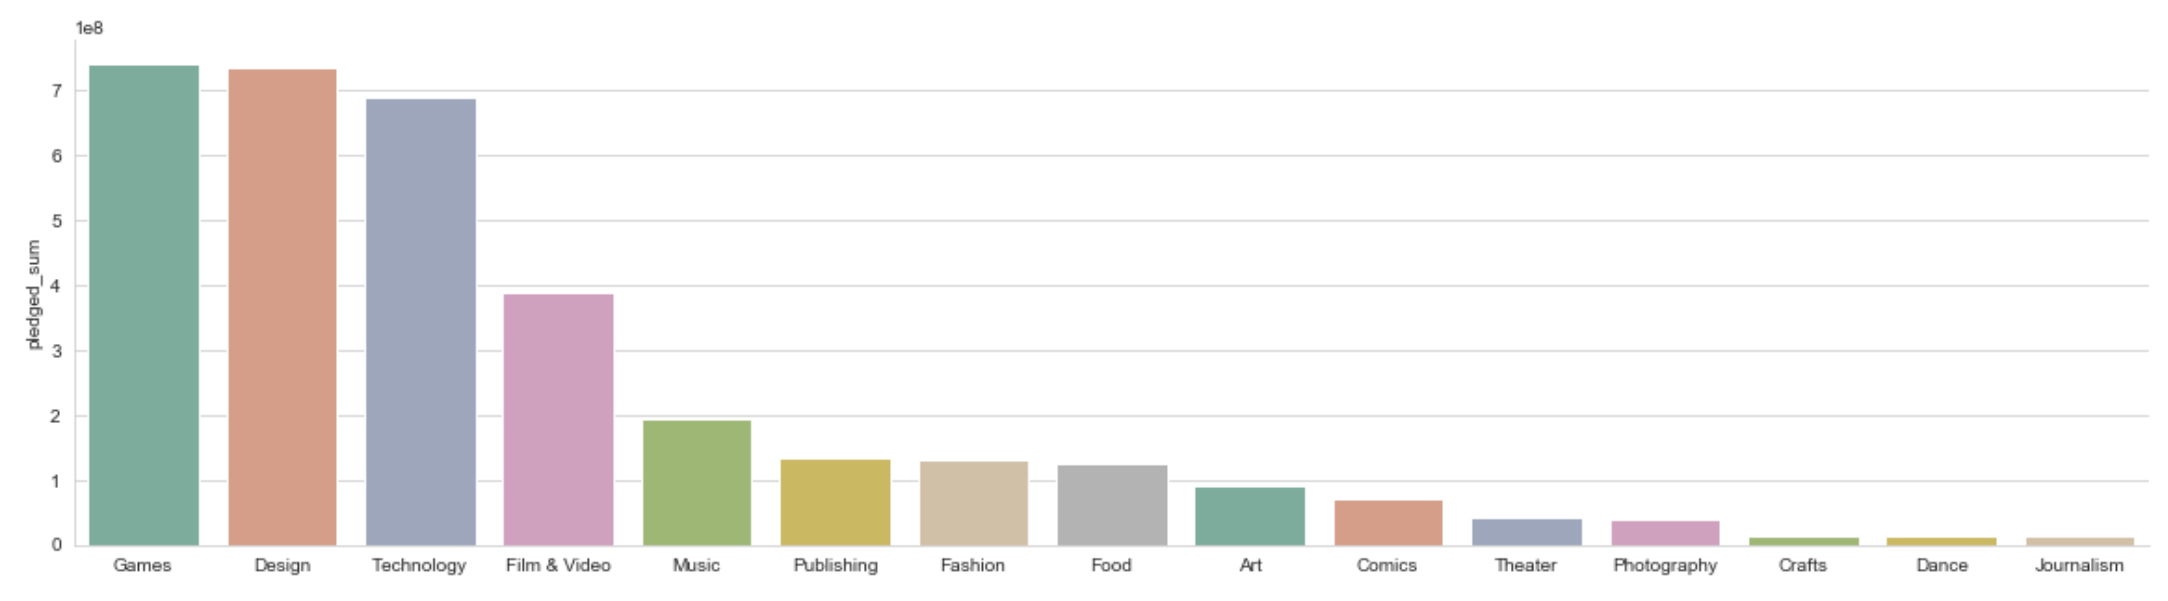 1e8
7
6
5
4
3
2
1
0
pledged_sum
Games Design Technology Film & Video Music Publishing Fashion Food Art Comics Theater Photography Crafts Dance Journalism